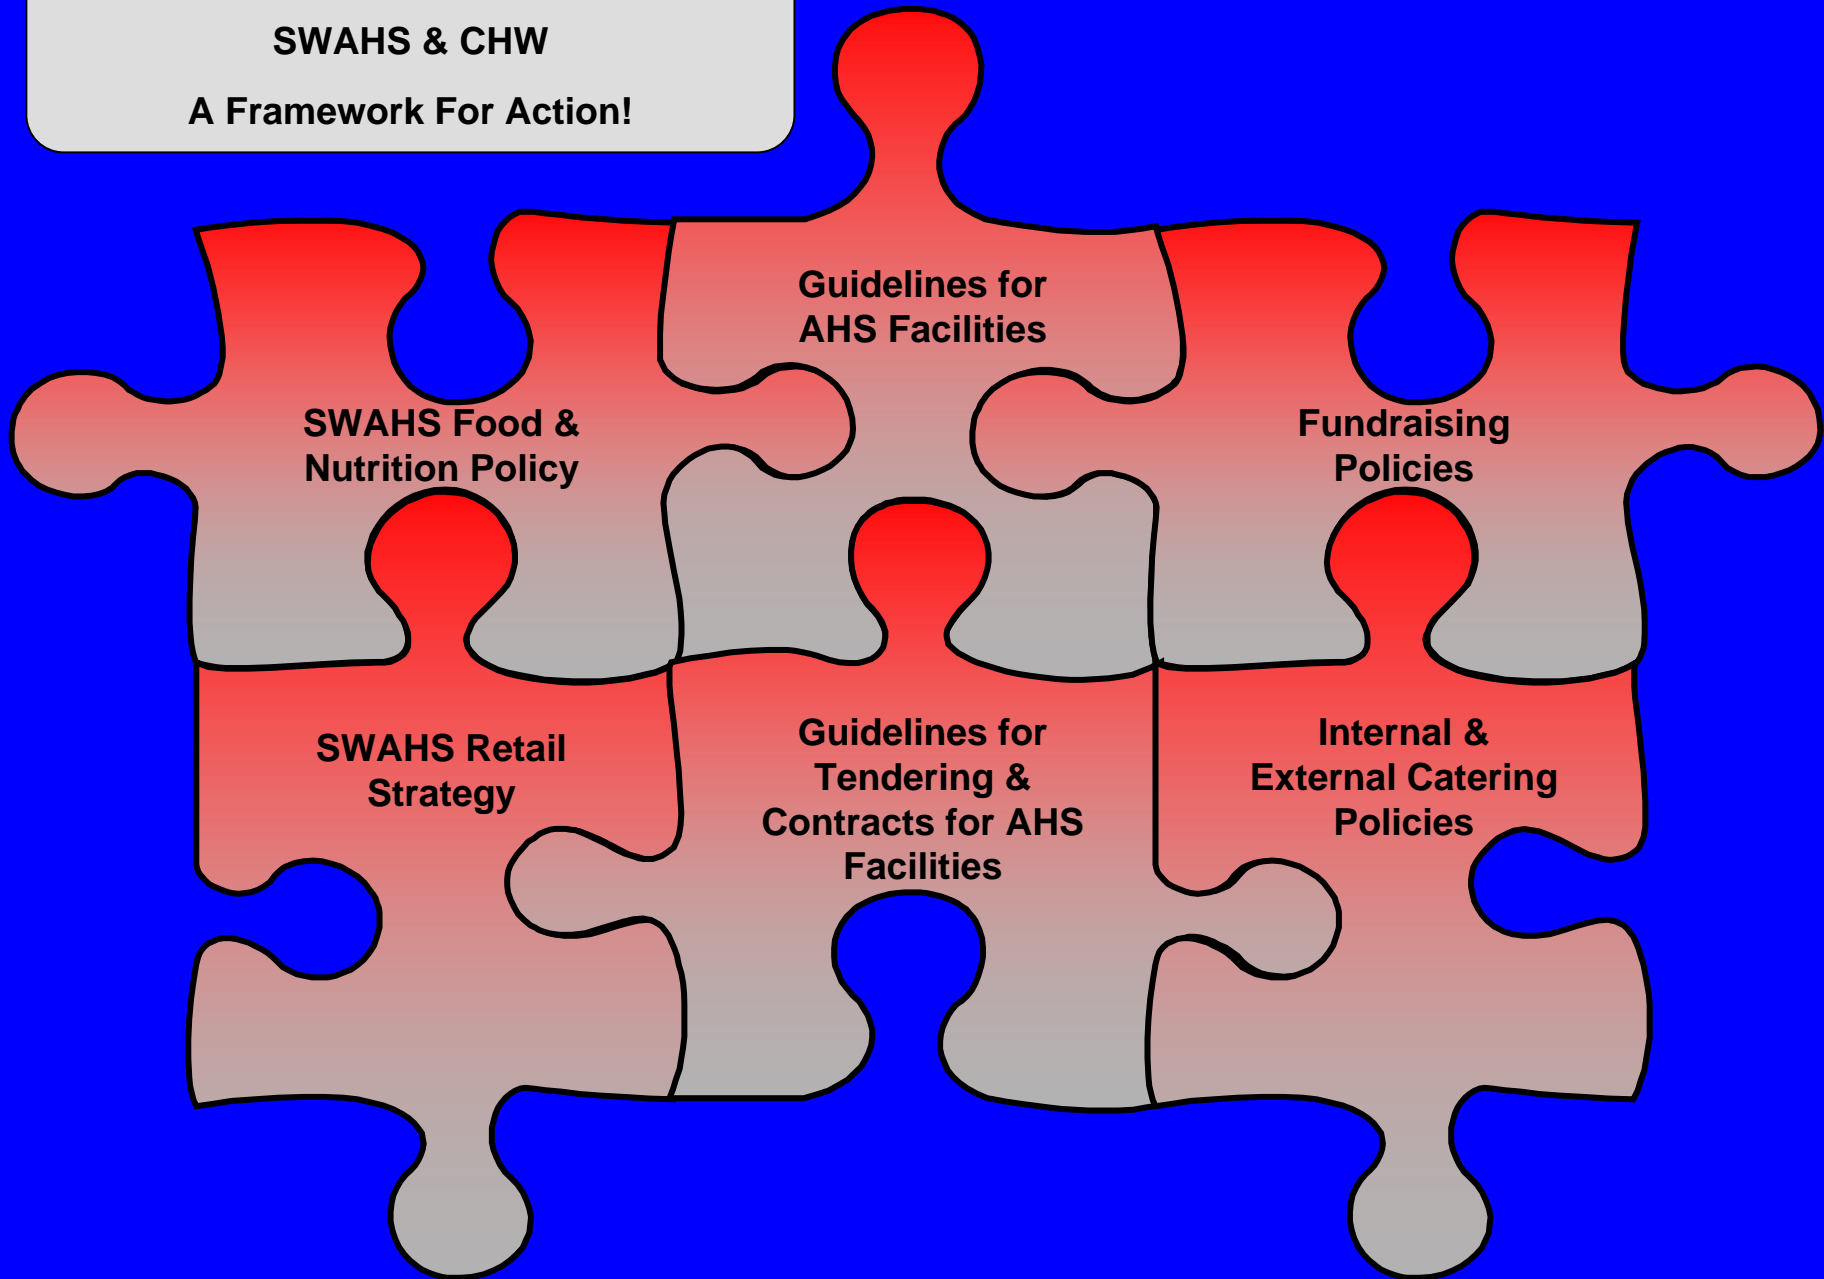 SWAHS & CHW
A Framework For Action!
Guidelines for
AHS Facilities
SWAHS Food &
Nutrition Policy
Fundraising
Policies
SWAHS Retail
Strategy
Guidelines for
Tendering &
Contracts for AHS
Facilities
Internal &
External Catering
Policies